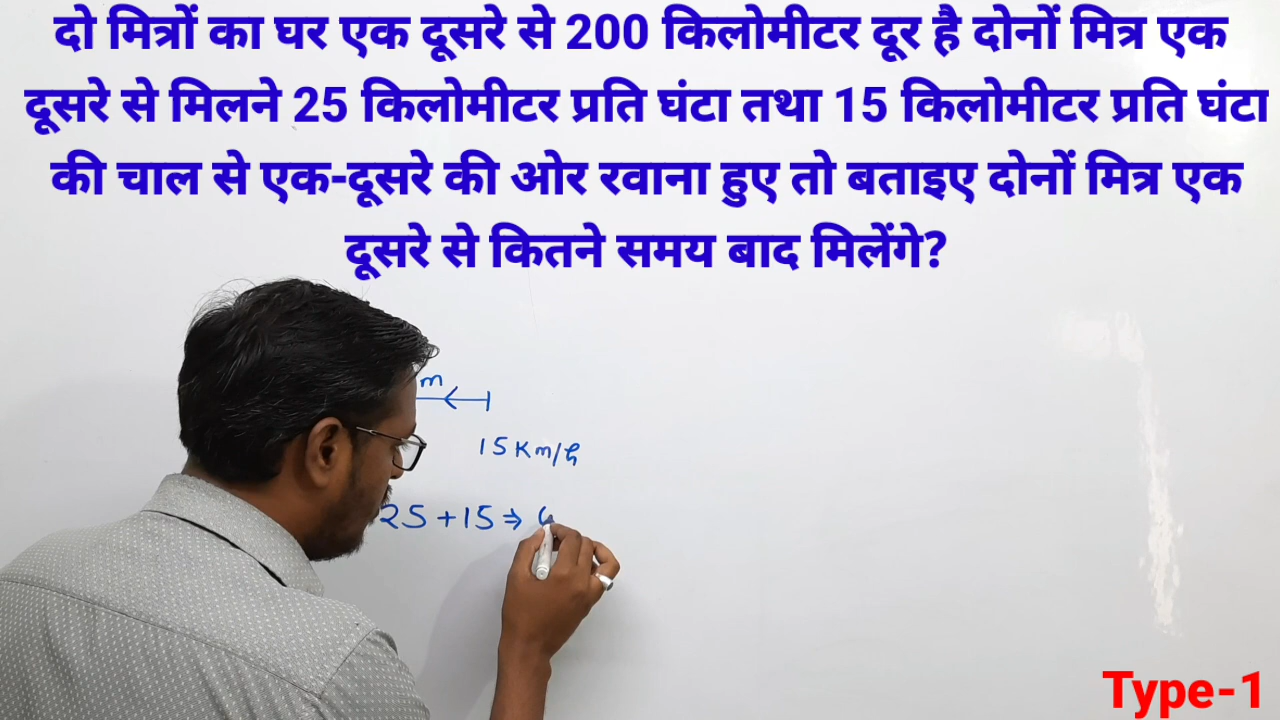 दो मित्रों का घर एक दूसरे से 200 किलोमीटर दूर है दोनों मित्र एक
दूसरे से मिलने 25 किलोमीटर प्रति घंटा तथा 15 किलोमीटर प्रति घंटा
की चाल से एक-दूसरे की ओर रवाना हुए तो बताइए दोनों मित्र एक
दूसरे से कितने समय बाद मिलेंगे?
m
15 Km/h
25 + 15 ⇒
Type-1